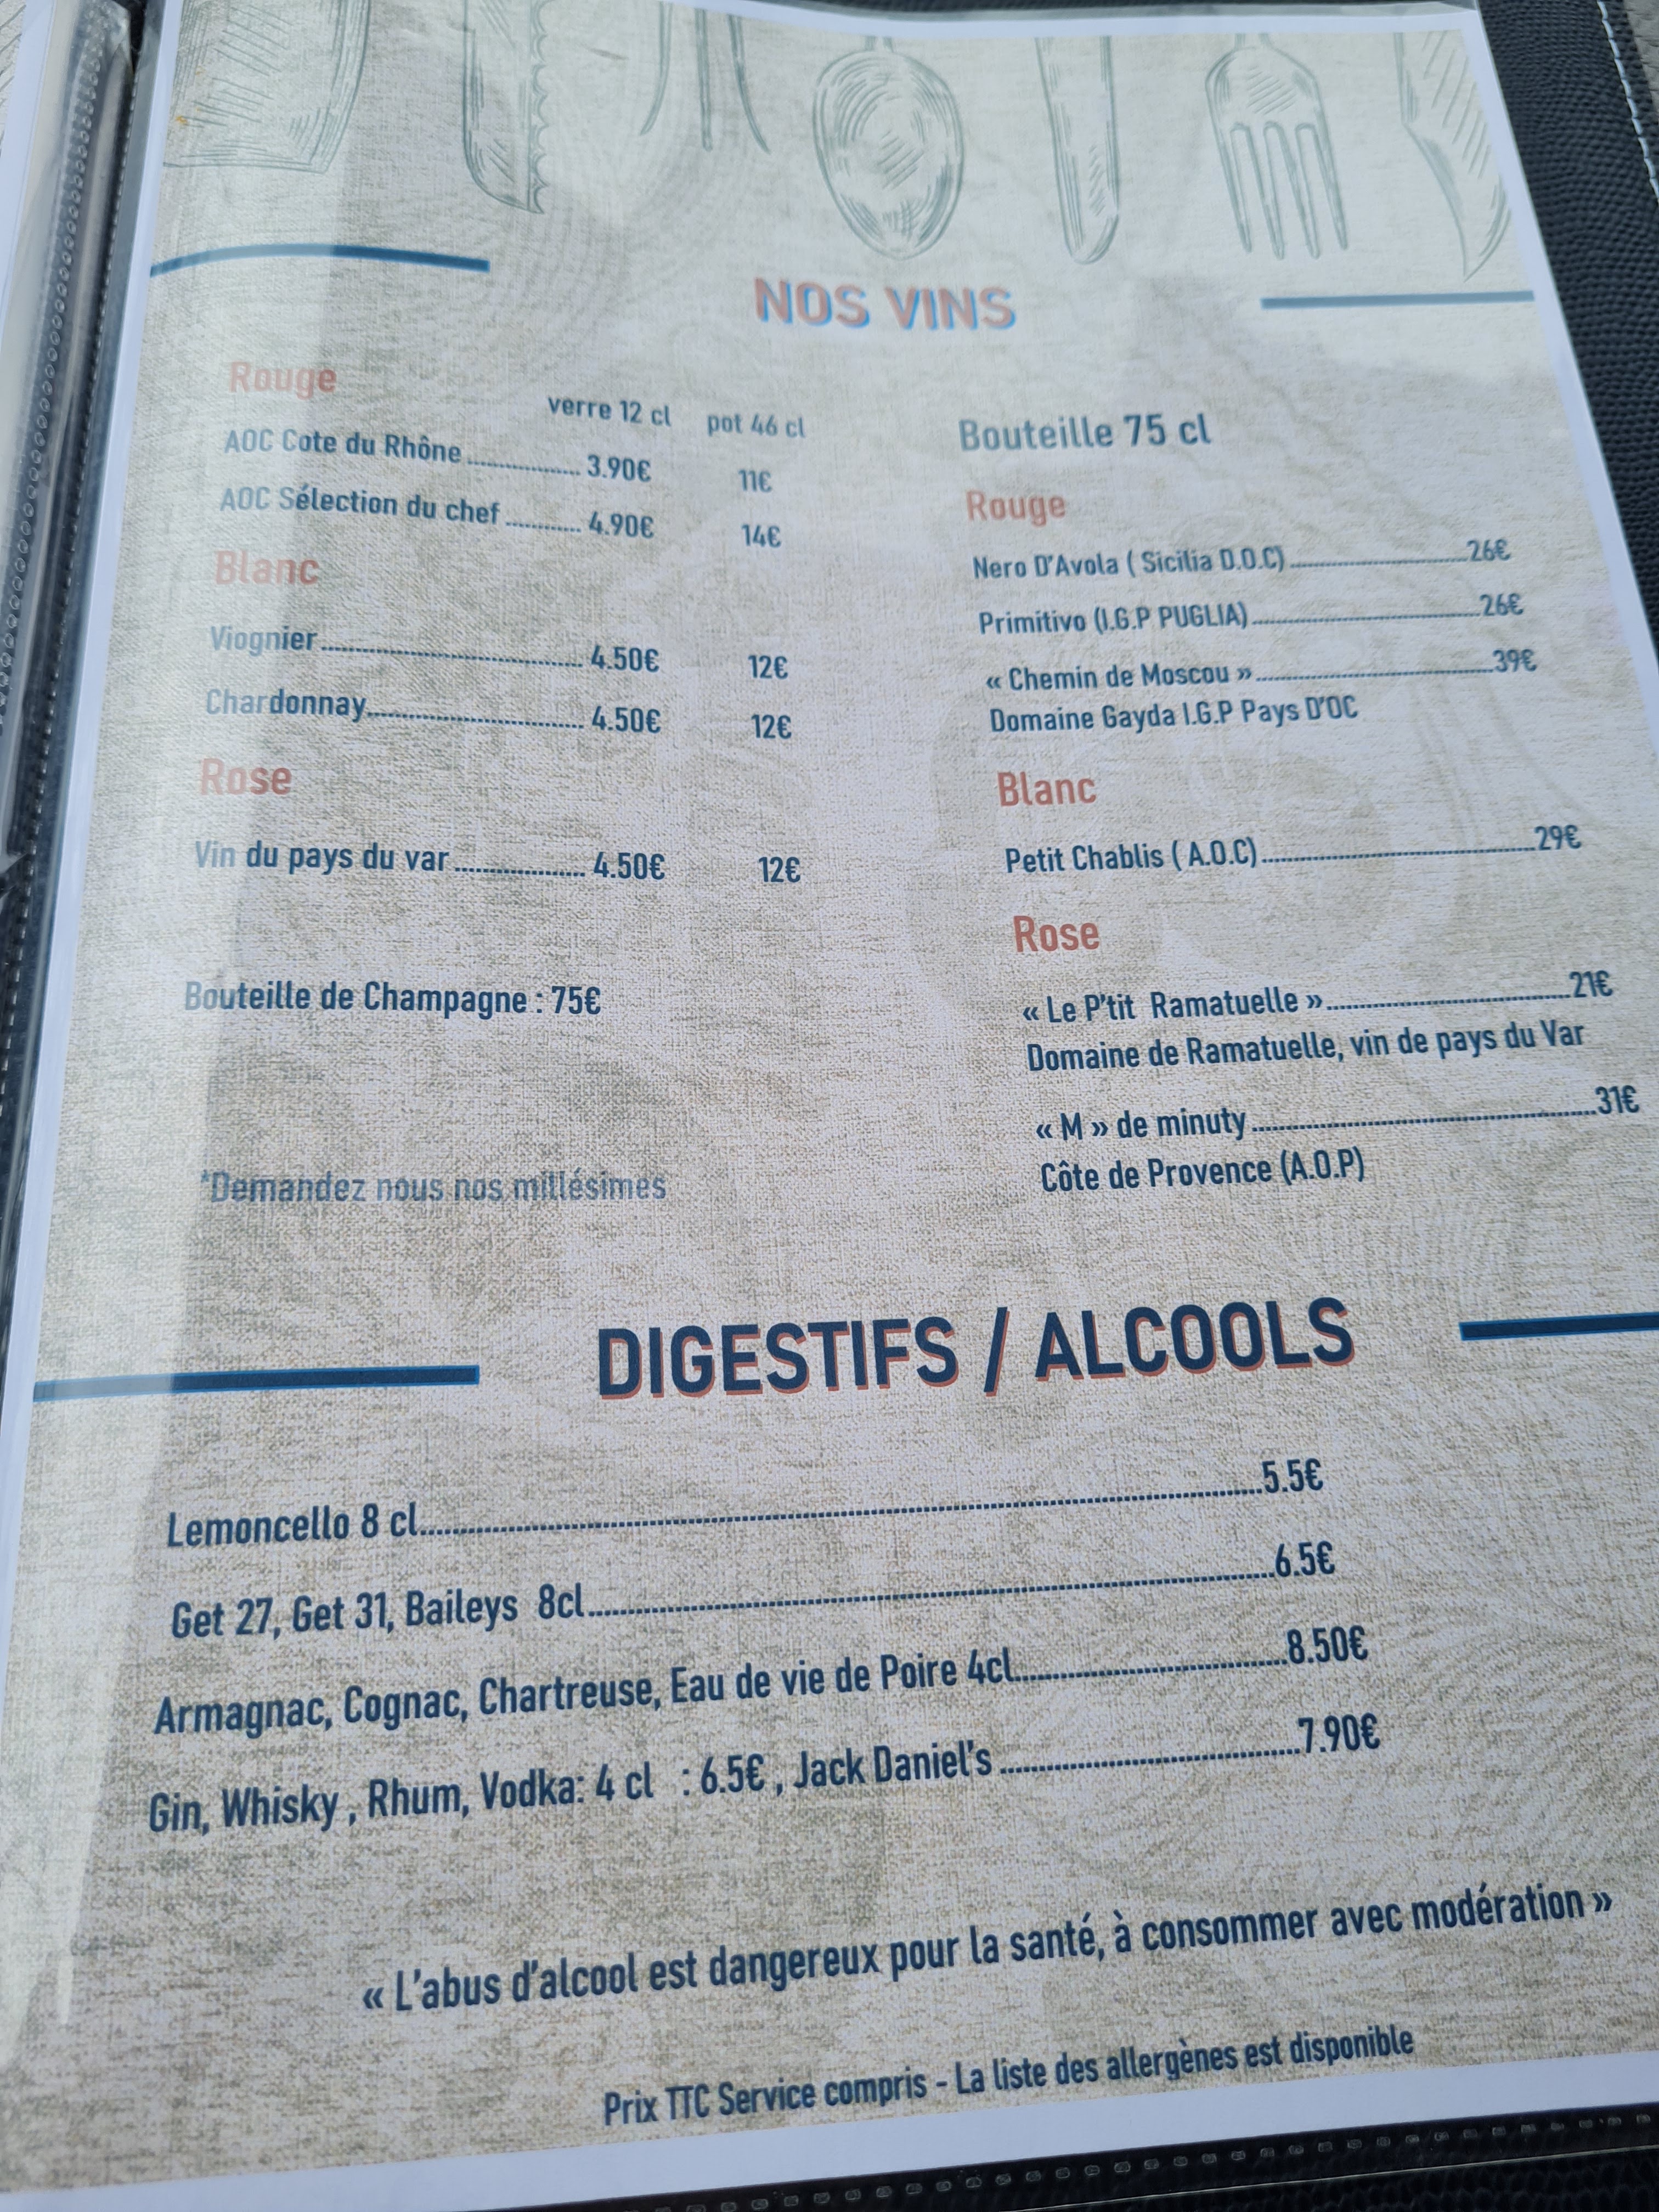 NOS VINS
Rouge
verre 12 cl pot 46 cl
AOC Cote du Rhône ................ 3.90€ 11€
AOC Sélection du chef ........... 4.90€ 14€
Blanc
Viognier...................................... 4.50€ 12€
Chardonnay............................... 4.50€ 12€
Rose
Vin du pays du var ................... 4.50€ 12€
Bouteille de Champagne : 75€
*Demandez nous nos millésimes
Bouteille 75 cl
Rouge
Nero D'Avola ( Sicilia D.O.C)..........................26€
Primitivo (I.G.P PUGLIA)..................................26€
« Chemin de Moscou »...................................39€
Domaine Gayda I.G.P Pays D'OC
Blanc
Petit Chablis ( A.O.C).......................................29€
Rose
« Le P'tit Ramatuelle »...................................21€
Domaine de Ramatuelle, vin de pays du Var
« M » de minuty................................................31€
Côte de Provence (A.O.P)
DIGESTIFS / ALCOOLS
Lemoncello 8 cl................................................................................5.5€
Get 27, Get 31, Baileys 8cl................................................................6.5€
Armagnac, Cognac, Chartreuse, Eau de vie de Poire 4cl.........................8.50€
Gin, Whisky , Rhum, Vodka: 4 cl : 6.5€ , Jack Daniel's ...........................7.90€
« L'abus d'alcool est dangereux pour la santé, à consommer avec modération »
Prix TTC Service compris - La liste des allergènes est disponible